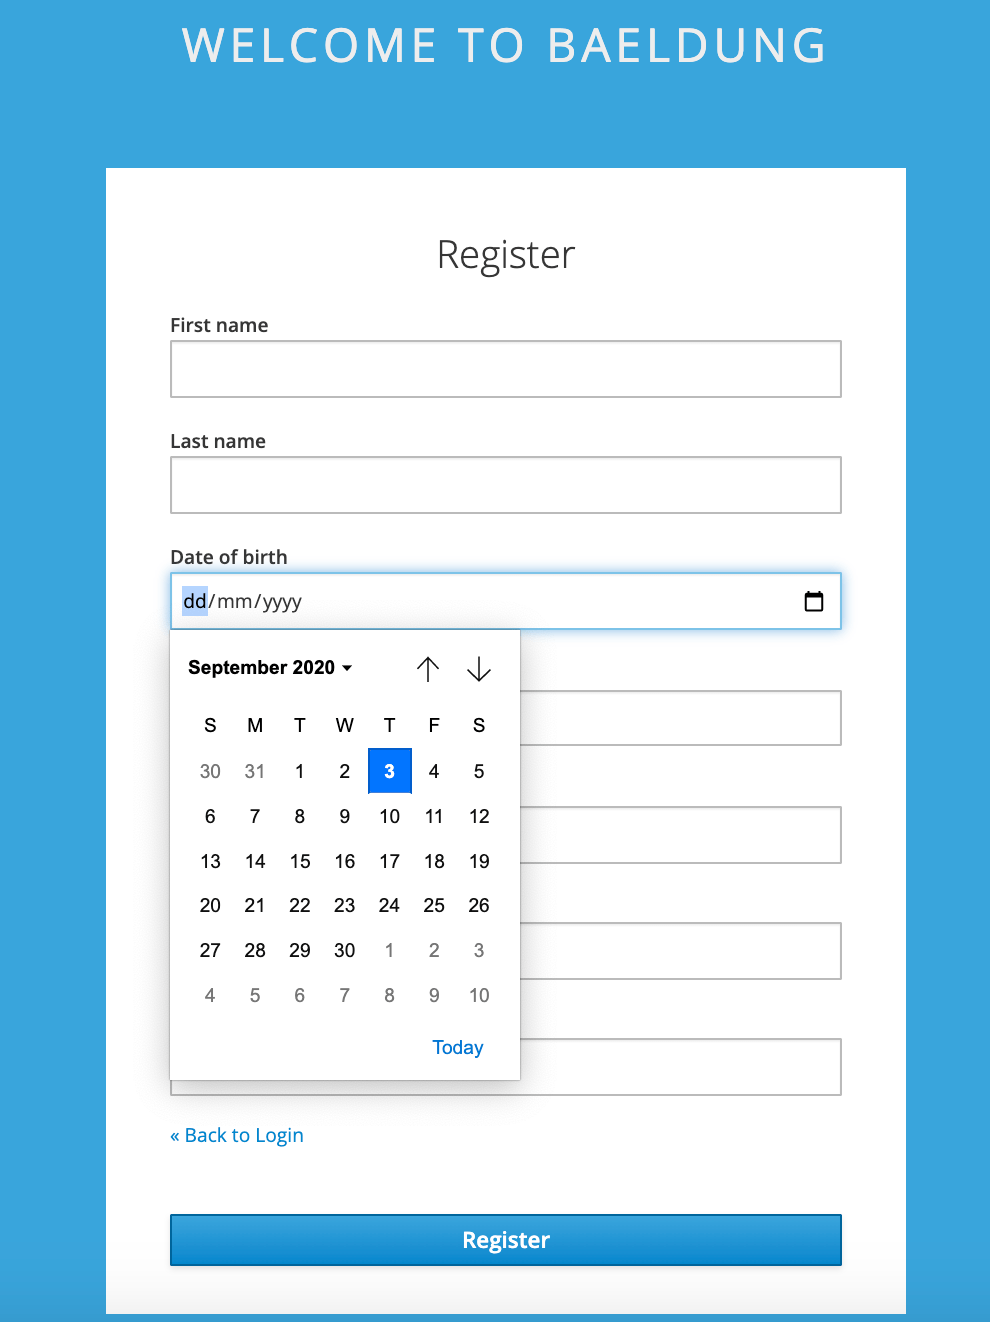 WELCOME TO BAELDUNG
Register
First name
Last name
Date of birth
dd/mm/yyyy
September 2020
S M T W T F S
30 31 1 2 3 4 5
6 7 8 9 10 11 12
13 14 15 16 17 18 19
20 21 22 23 24 25 26
27 28 29 30 1 2 3
4 5 6 7 8 9 10
Today
« Back to Login
Register